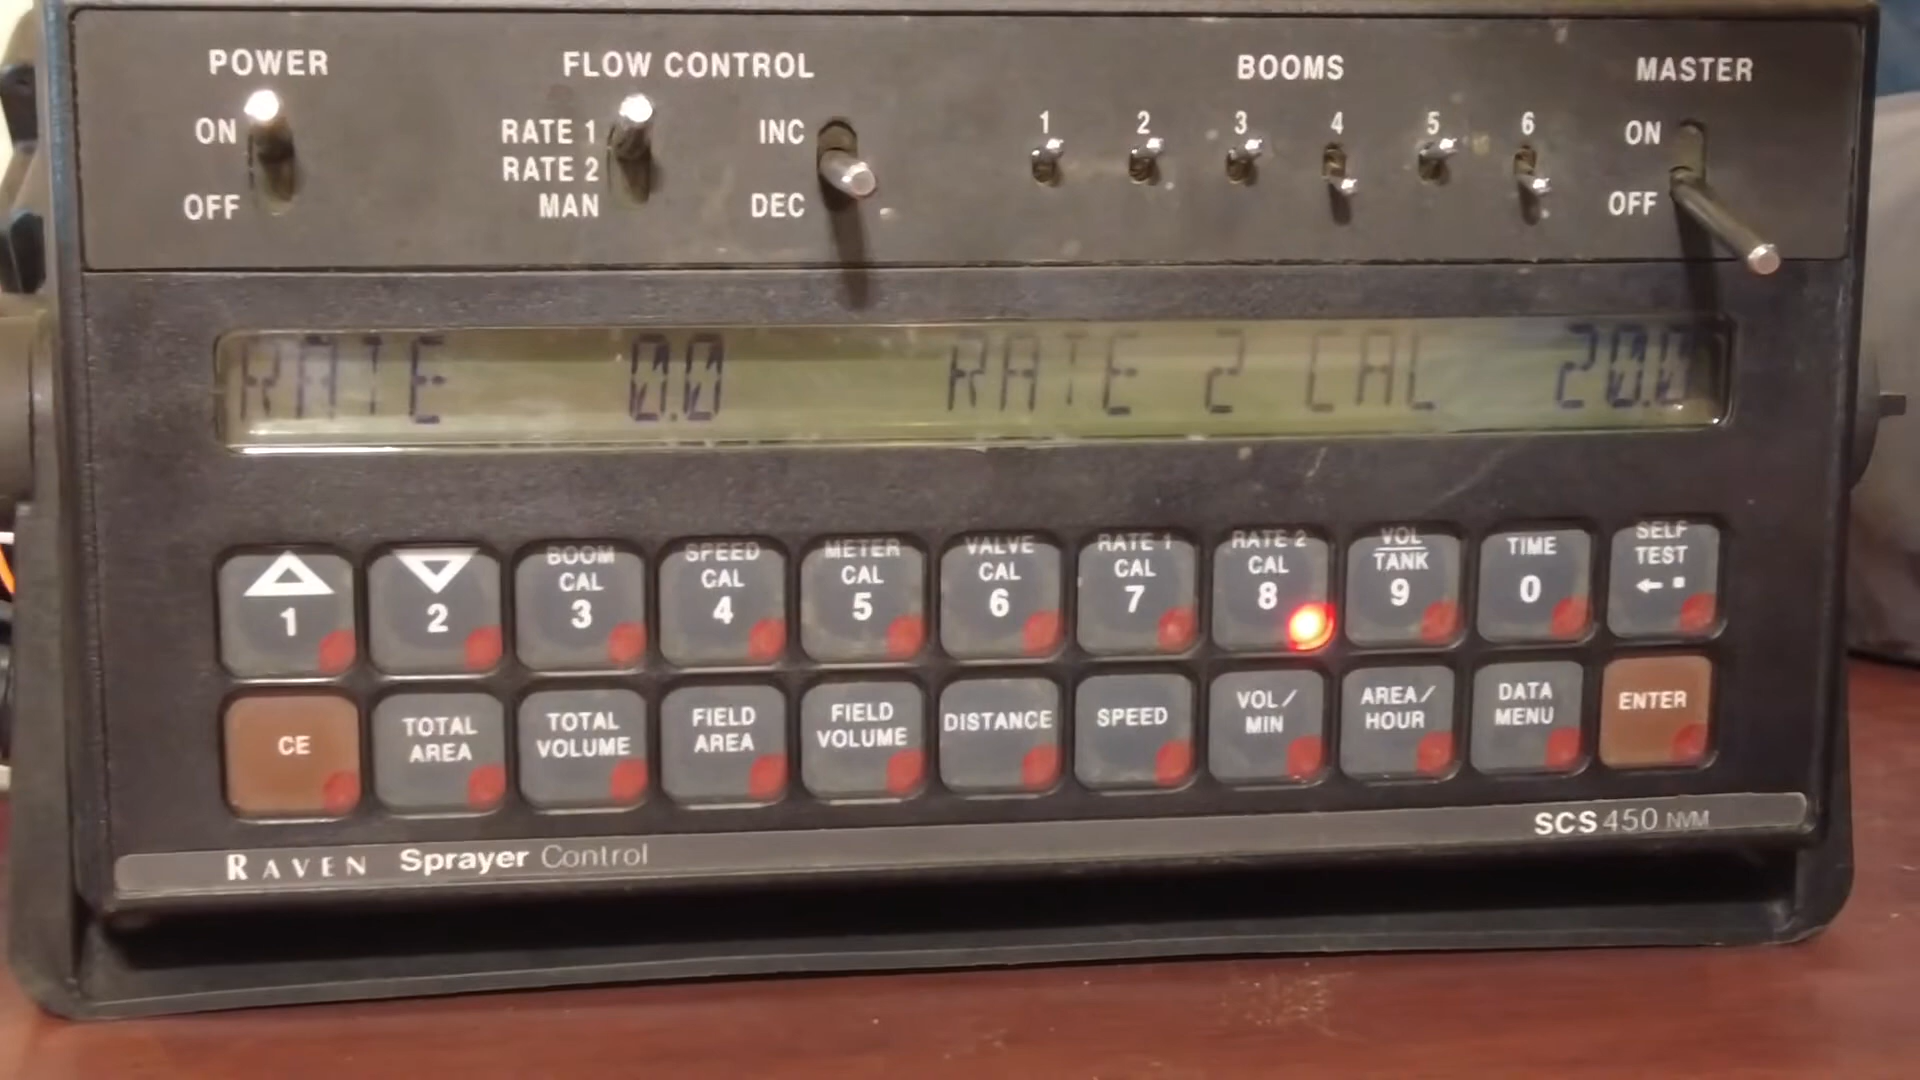 POWER FLOW CONTROL BOOMS MASTER
ON RATE 1 INC 1 2 3 4 5 6 ON
RATE 2
OFF MAN DEC OFF
RATE 0.0 RATE 2 CAL 20.0
1
2
BOOM
CAL
3
SPEED
CAL
4
METER
CAL
5
VALVE
CAL
6
RATE 1
CAL
7
RATE 2
CAL
8
VOL
TANK
9
TIME
0
SELF
TEST
CE
TOTAL
AREA
TOTAL
VOLUME
FIELD
AREA
FIELD
VOLUME
DISTANCE
SPEED
VOL/
MIN
AREA/
HOUR
DATA
MENU
ENTER
RAVEN Sprayer Control SCS 450 NVM